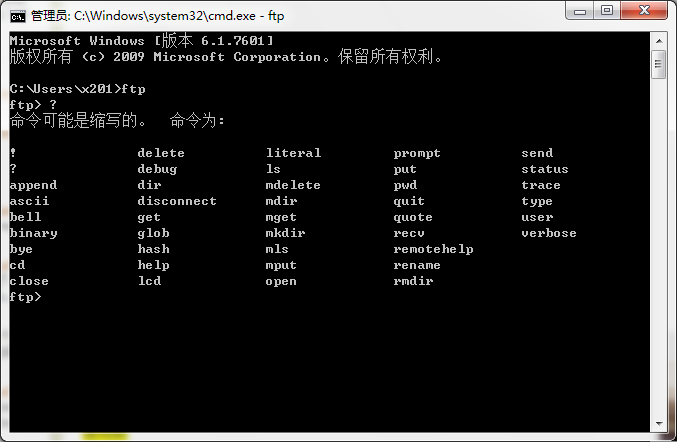 管理员: C:\Windows\system32\cmd.exe - ftp
Microsoft Windows [版本 6.1.7601]
版权所有 (c) 2009 Microsoft Corporation。保留所有权利。
C:\Users\x201>ftp
ftp> ?
命令可能是缩写的。  命令为:
!               delete          literal         prompt          send
?               debug           ls              put             status
append          dir             mdelete         pwd             trace
ascii           disconnect      mdir            quit            type
bell            get             mget            quote           user
binary          glob            mkdir           recv            verbose
bye             hash            mls             remotehelp
cd              help            mput            rename
close           lcd             open            rmdir
ftp>